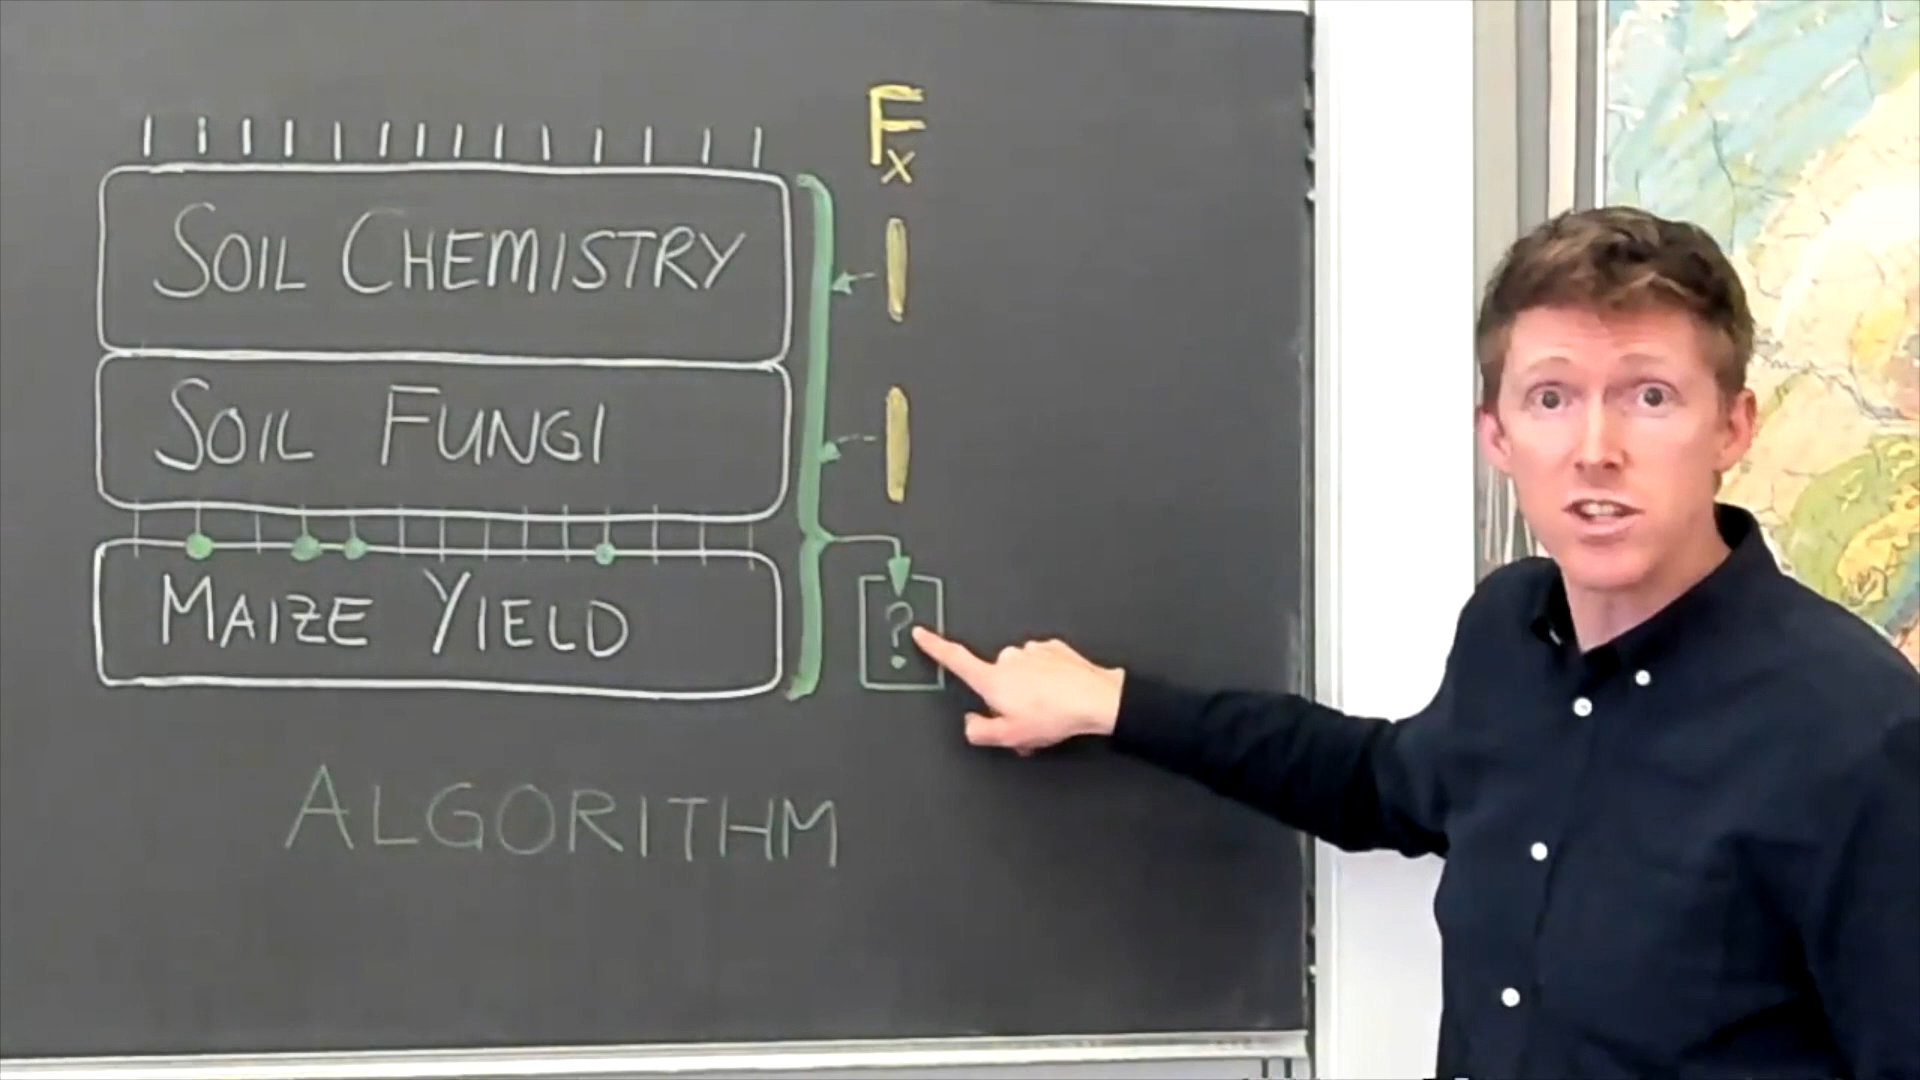 Fx
SOIL CHEMISTRY
SOIL FUNGI
MAIZE YIELD
?
ALGORITHM